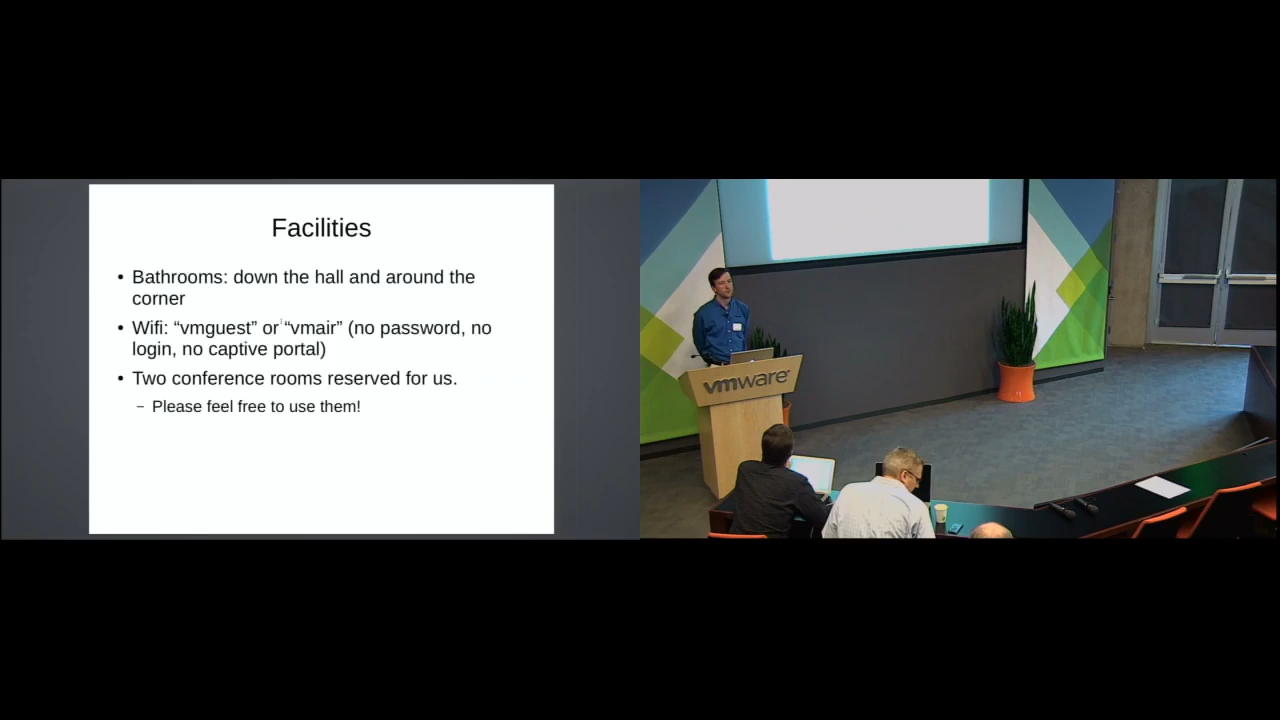 Facilities
• Bathrooms: down the hall and around the
corner
• Wifi: “vmguest” or “vmair” (no password, no
login, no captive portal)
• Two conference rooms reserved for us.
– Please feel free to use them!
vmware